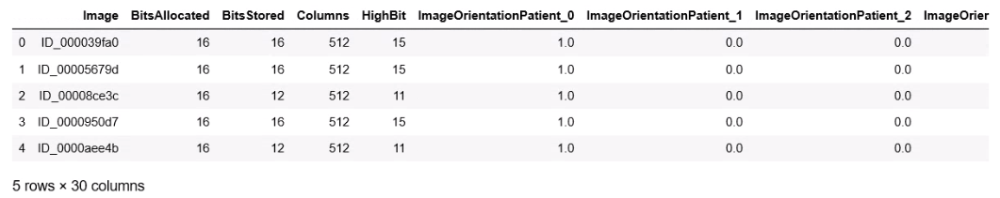 Image BitsAllocated BitsStored Columns HighBit ImageOrientationPatient_0 ImageOrientationPatient_1 ImageOrientationPatient_2 ImageOrier
0 ID_000039fa0 16 16 512 15 1.0 0.0 0.0
1 ID_00005679d 16 16 512 15 1.0 0.0 0.0
2 ID_00008ce3c 16 12 512 11 1.0 0.0 0.0
3 ID_0000950d7 16 16 512 15 1.0 0.0 0.0
4 ID_0000aee4b 16 12 512 11 1.0 0.0 0.0
5 rows × 30 columns